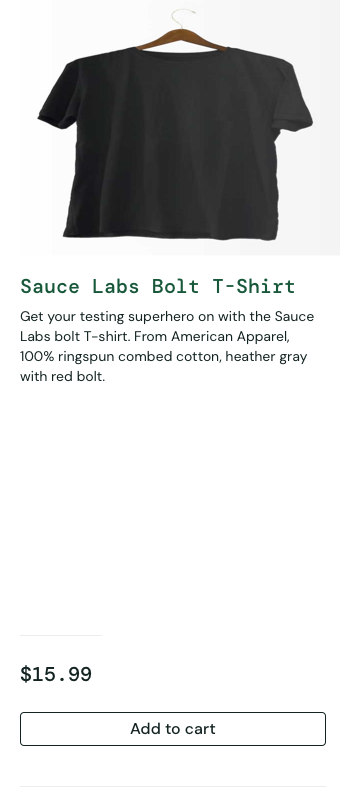 Sauce Labs Bolt T-Shirt
Get your testing superhero on with the Sauce
Labs bolt T-shirt. From American Apparel,
100% ringspun combed cotton, heather gray
with red bolt.
$15.99
Add to cart